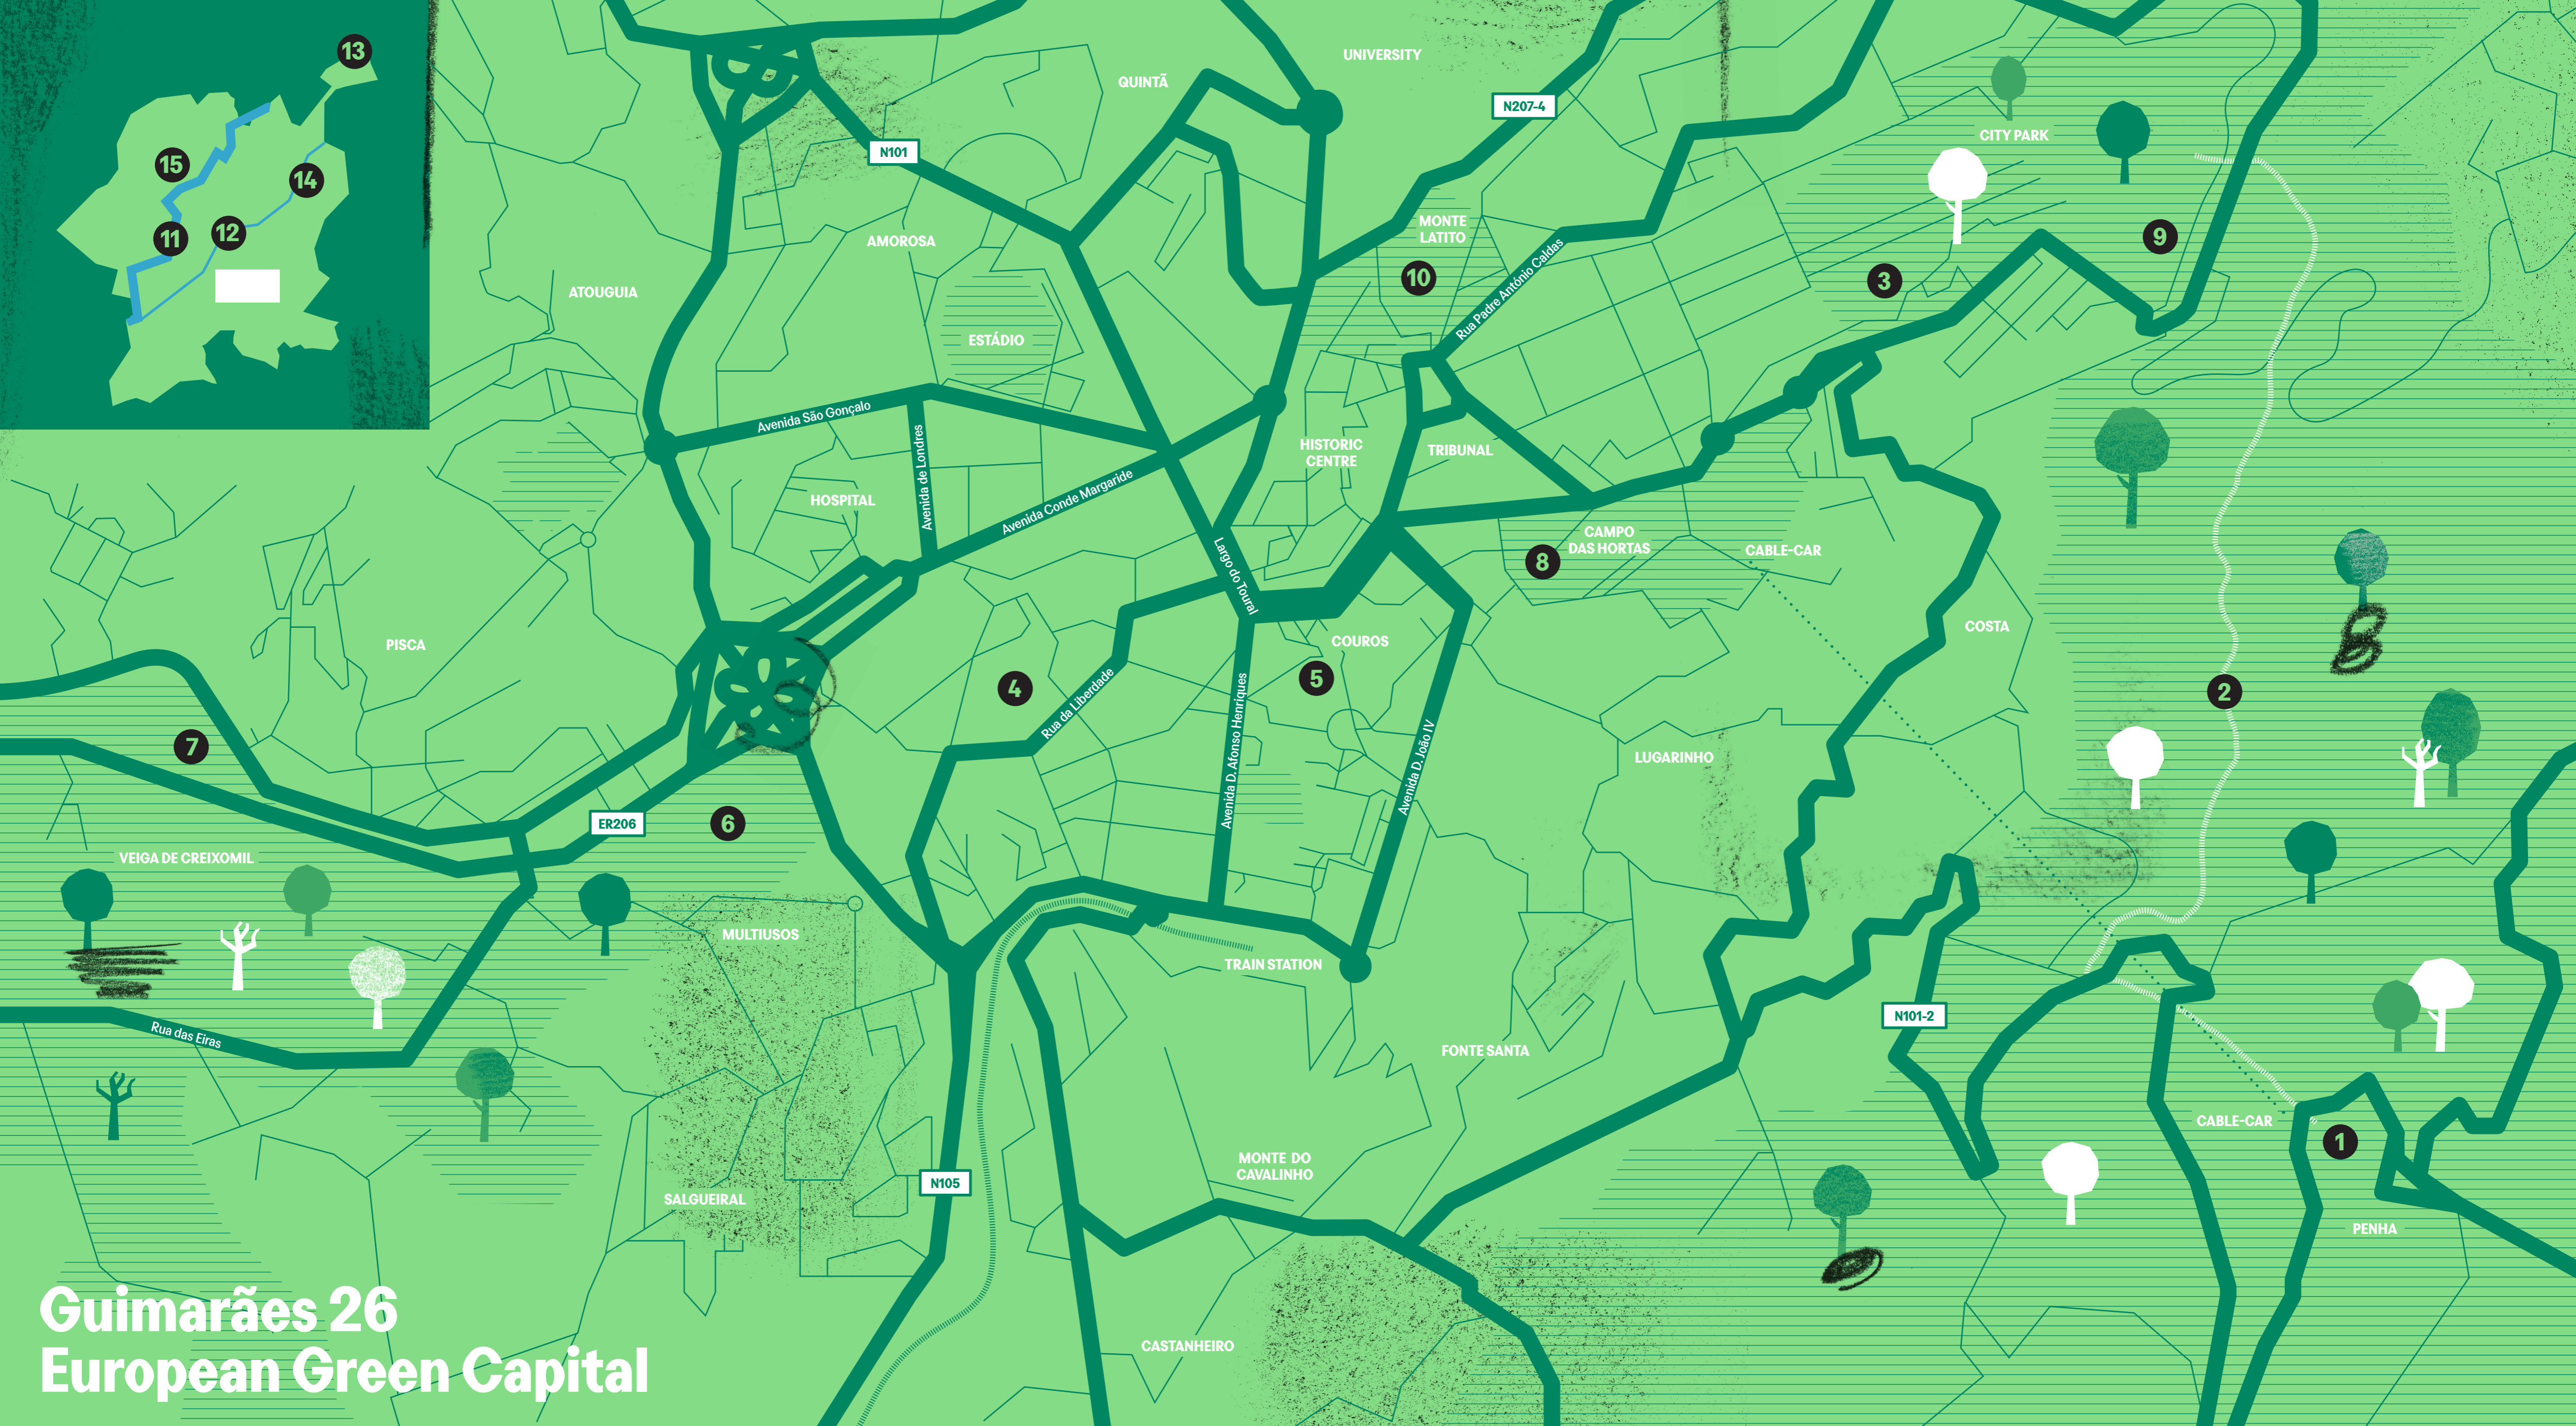 13
15
14
12
11
UNIVERSITY
QUINTÃ
N207-4
CITY PARK
N101
MONTE
LATITO
AMOROSA
9
10
3
Rua Padre António Caldas
ATOUGUIA
ESTÁDIO
Avenida São Gonçalo
HISTORIC
CENTRE
TRIBUNAL
Avenida de Londres
HOSPITAL
Avenida Conde Margaride
CAMPO
DAS HORTAS
8
CABLE-CAR
Largo do Toural
COSTA
PISCA
COUROS
5
4
2
Rua da Liberdade
Avenida D. Afonso Henriques
Avenida D. João IV
7
LUGARINHO
ER206
6
VEIGA DE CREIXOMIL
MULTIUSOS
TRAIN STATION
N101-2
Rua das Eiras
FONTE SANTA
CABLE-CAR
1
MONTE DO
CAVALINHO
N105
SALGUEIRAL
PENHA
CASTANHEIRO
Guimarães 26
European Green Capital